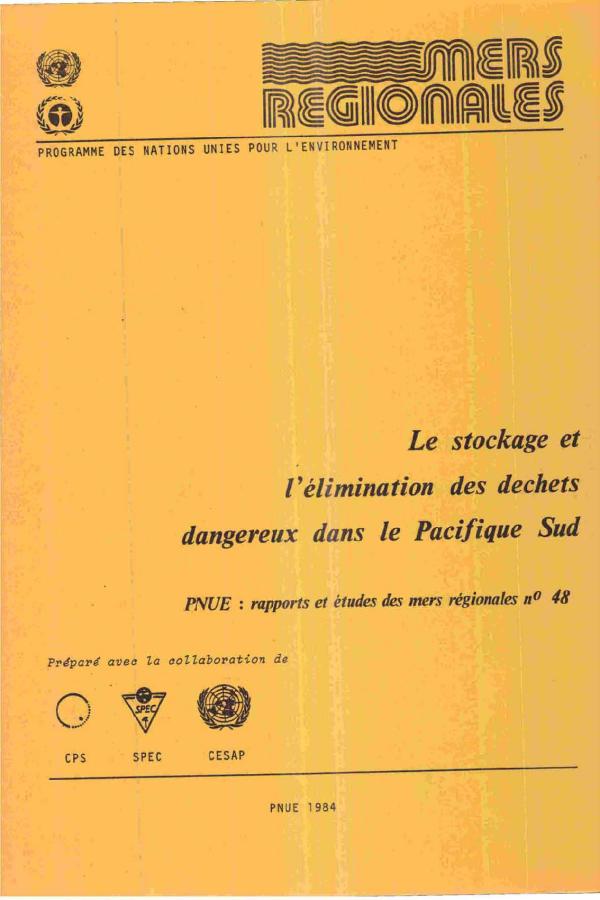 MERS
REGIONALES
PROGRAMME DES NATIONS UNIES POUR L'ENVIRONNEMENT
Le stockage et
l'élimination des dechets
dangereux dans le Pacifique Sud
PNUE : rapports et études des mers régionales nº 48
Préparé avec la collaboration de
SPEC
CPS SPEC CESAP
PNUE 1984